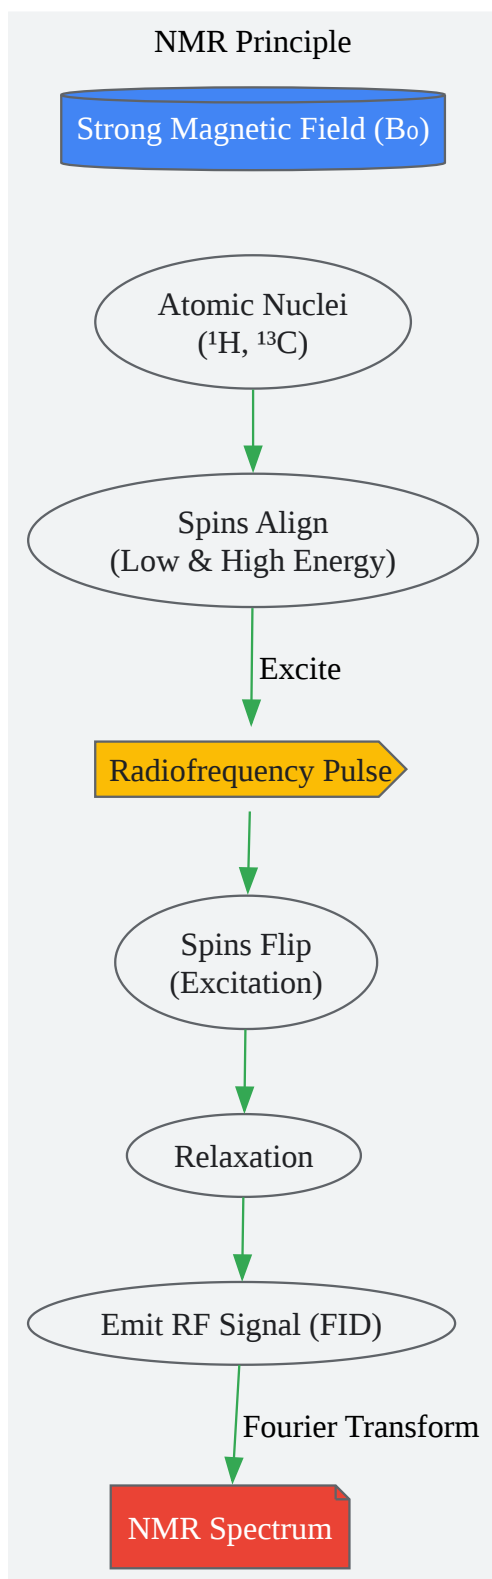 NMR Principle
Strong Magnetic Field (B₀)
Atomic Nuclei
(¹H, ¹³C)
Spins Align
(Low & High Energy)
Excite
Radiofrequency Pulse
Spins Flip
(Excitation)
Relaxation
Emit RF Signal (FID)
Fourier Transform
NMR Spectrum